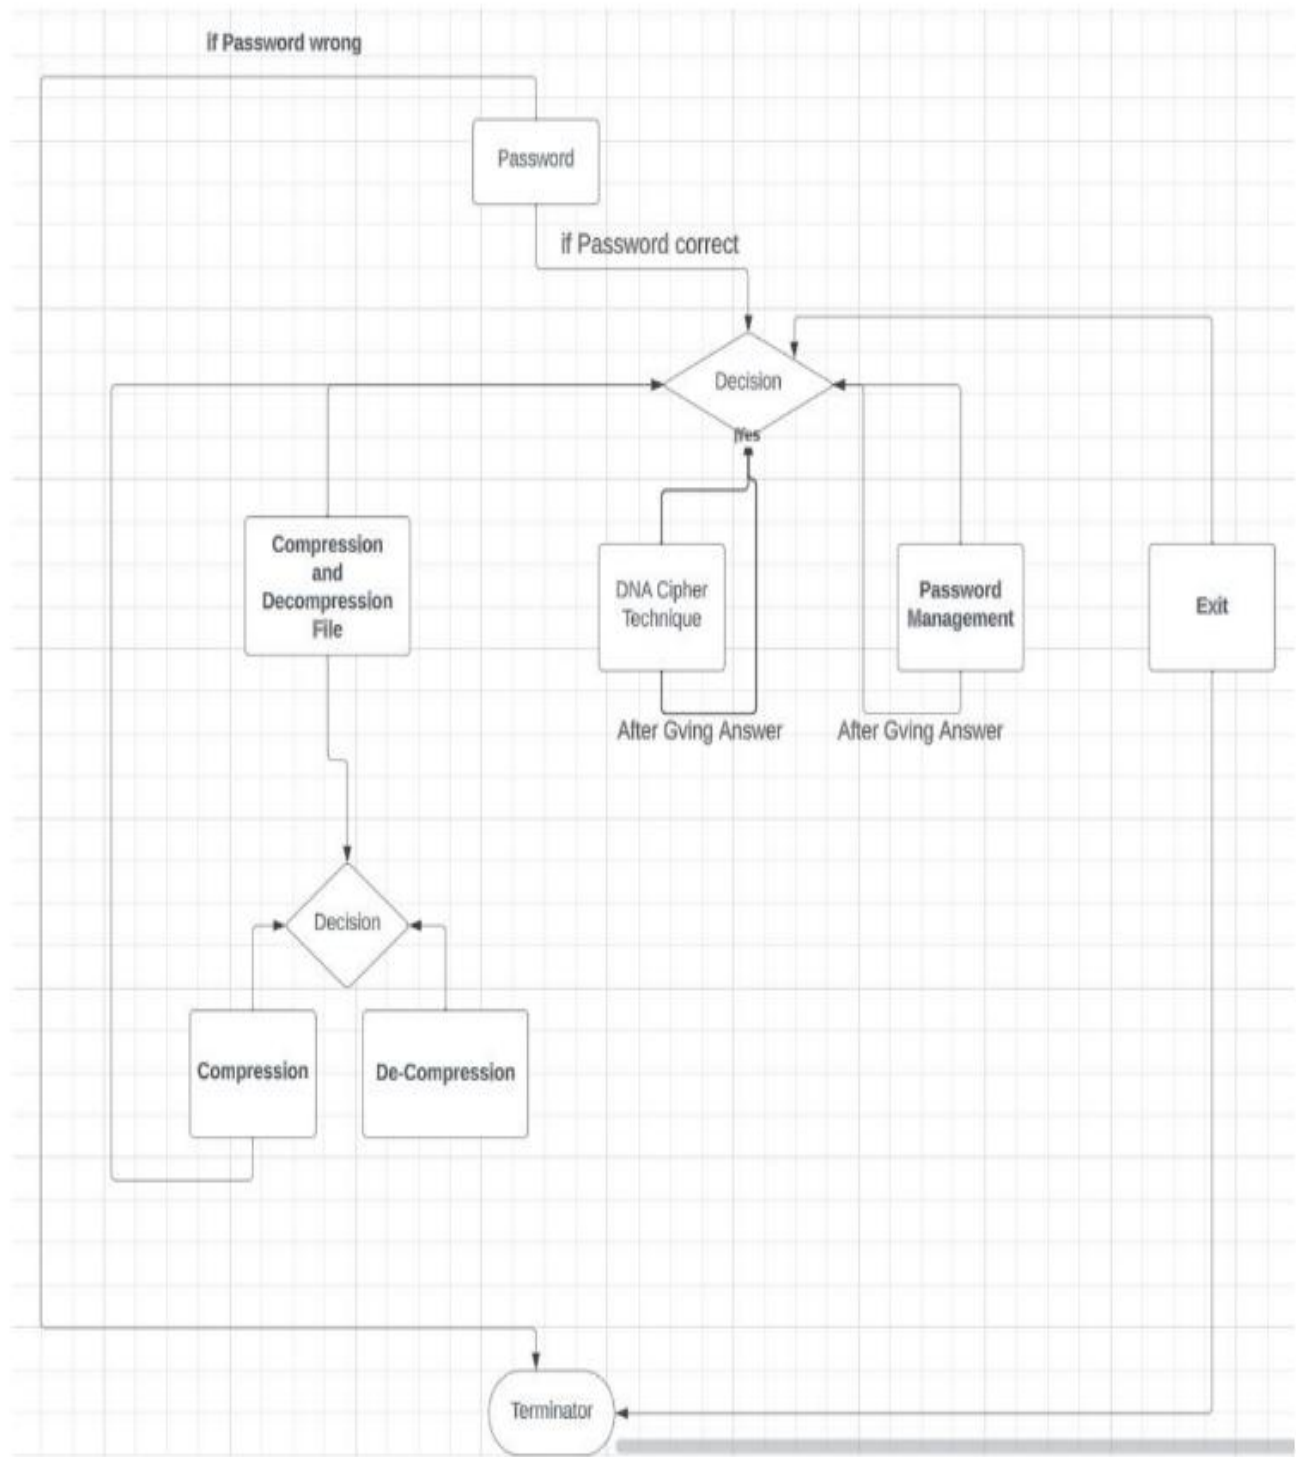 if Password wrong
Password
if Password correct
Decision
Compression
and
Decompression
File
DNA Cipher
Technique
Password
Management
Exit
After Gving Answer
After Gving Answer
Decision
Compression
De-Compression
Terminator